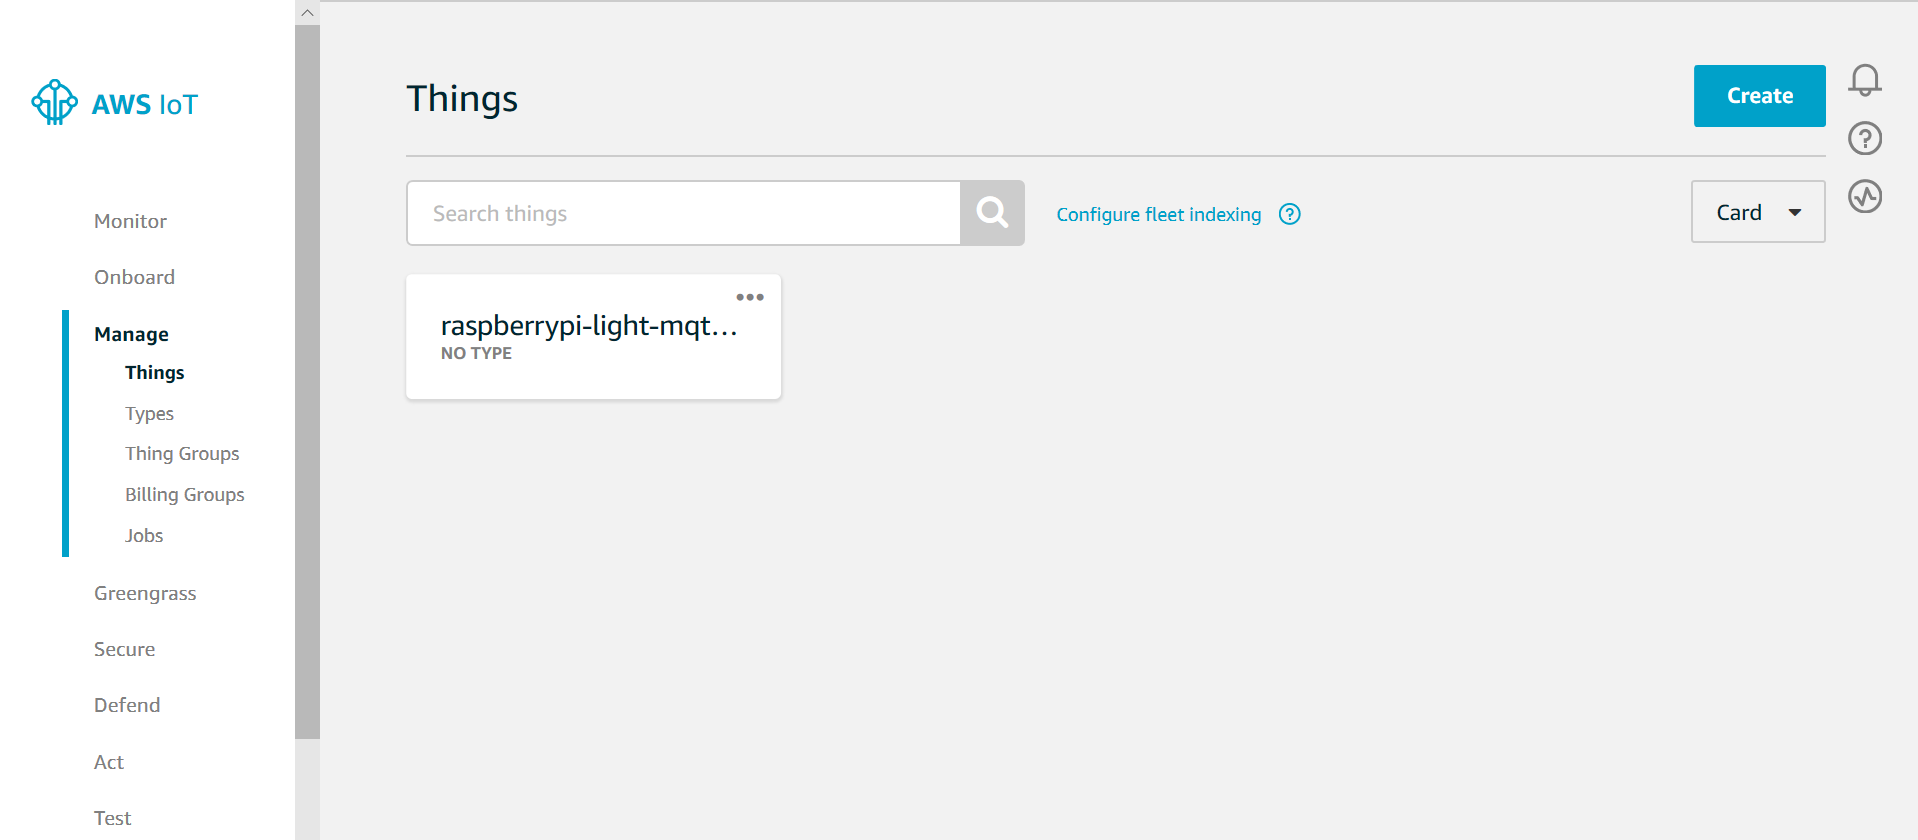 AWS IoT
Monitor
Onboard
Manage
Things
Types
Thing Groups
Billing Groups
Jobs
Greengrass
Secure
Defend
Act
Test
Things
Create
Search things
Configure fleet indexing ?
Card
raspberrypi-light-mqt...
NO TYPE
?